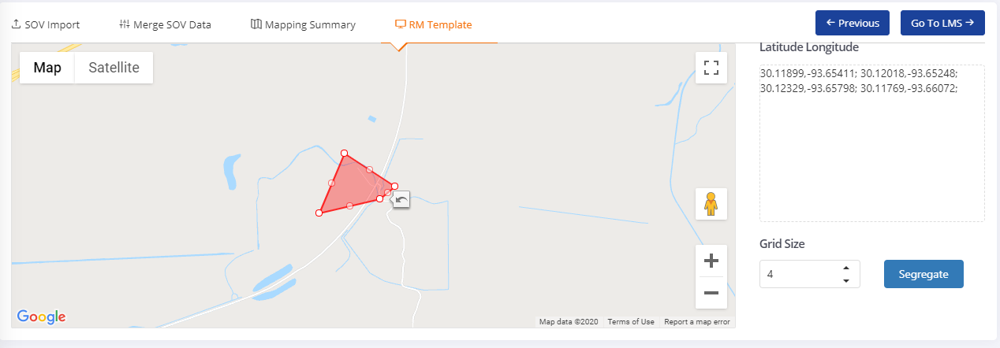 SOV Import Merge SOV Data Mapping Summary RM Template Previous Go To LMS
Latitude Longitude
Map Satellite
30.11899,-93.65411; 30.12018,-93.65248;
30.12329,-93.65798; 30.11769,-93.66072;
Grid Size
4 Segregate
Google
Map data ©2020 Terms of Use Report a map error